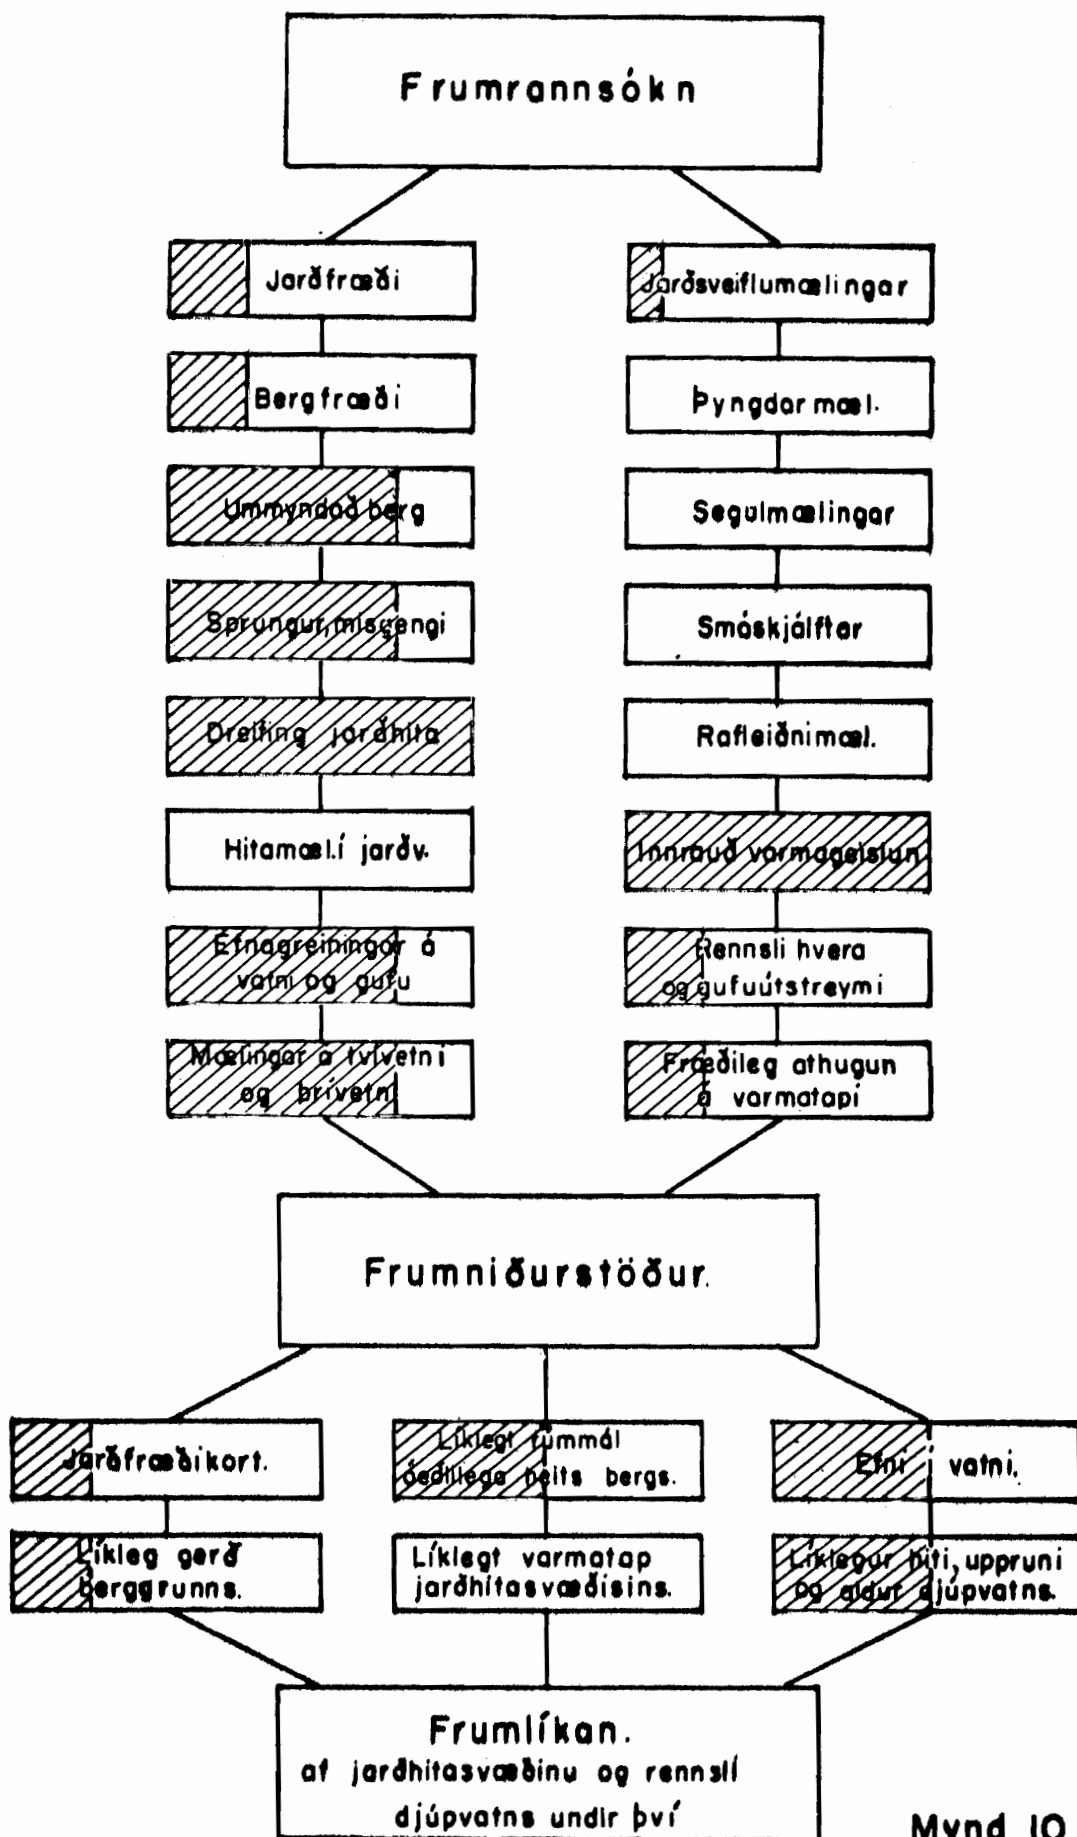 Frumrannsókn
Jarðfræði
Bergfræði
Ummyndað berg
Sprungur, misgengi
Dreifing jarðhita
Hitamæl. í jarðv.
Efnagreiningar á
vatni og gufu
Mælingar á tvívetni
og þrívetni
Jarðsveiflumælingar
Þyngdarmæl.
Segulmælingar
Smáskjálftar
Rafleiðnimæl.
Innrauð varmageislun
Rennsli hvera
og gufuútstreymi
Fræðileg athugun
á varmatapi
Frumniðurstöður.
Jarðfræðikort.
Líkleg gerð
berggrunns.
Líklegt rúmmál
óeðlilega heits bergs.
Líklegt varmatap
jarðhitasvæðisins.
Efni í vatni.
Líklegur hiti, uppruni
og aldur djúpvatns.
Frumlíkan.
af jarðhitasvæðinu og rennsli
djúpvatns undir því
Mynd 10